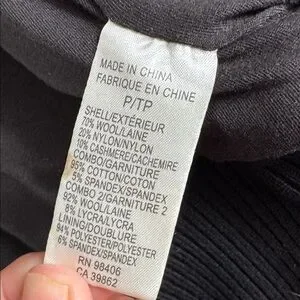 MADE IN CHINA
FABRIQUE EN CHINE
P/TP
SHELL/EXTÉRIEUR
70% WOOL/LAINE
20% NYLON/NYLON
10% CASHMERE/CACHEMIRE
COMBO/GARNITURE
95% COTTON/COTON
5% SPANDEX/SPANDEX
COMBO 2/GARNITURE 2
92% WOOL/LAINE
8% LYCRA/LYCRA
LINING/DOUBLURE
94% POLYESTER/POLYESTER
6% SPANDEX/SPANDEX
RN 98406
CA 39862